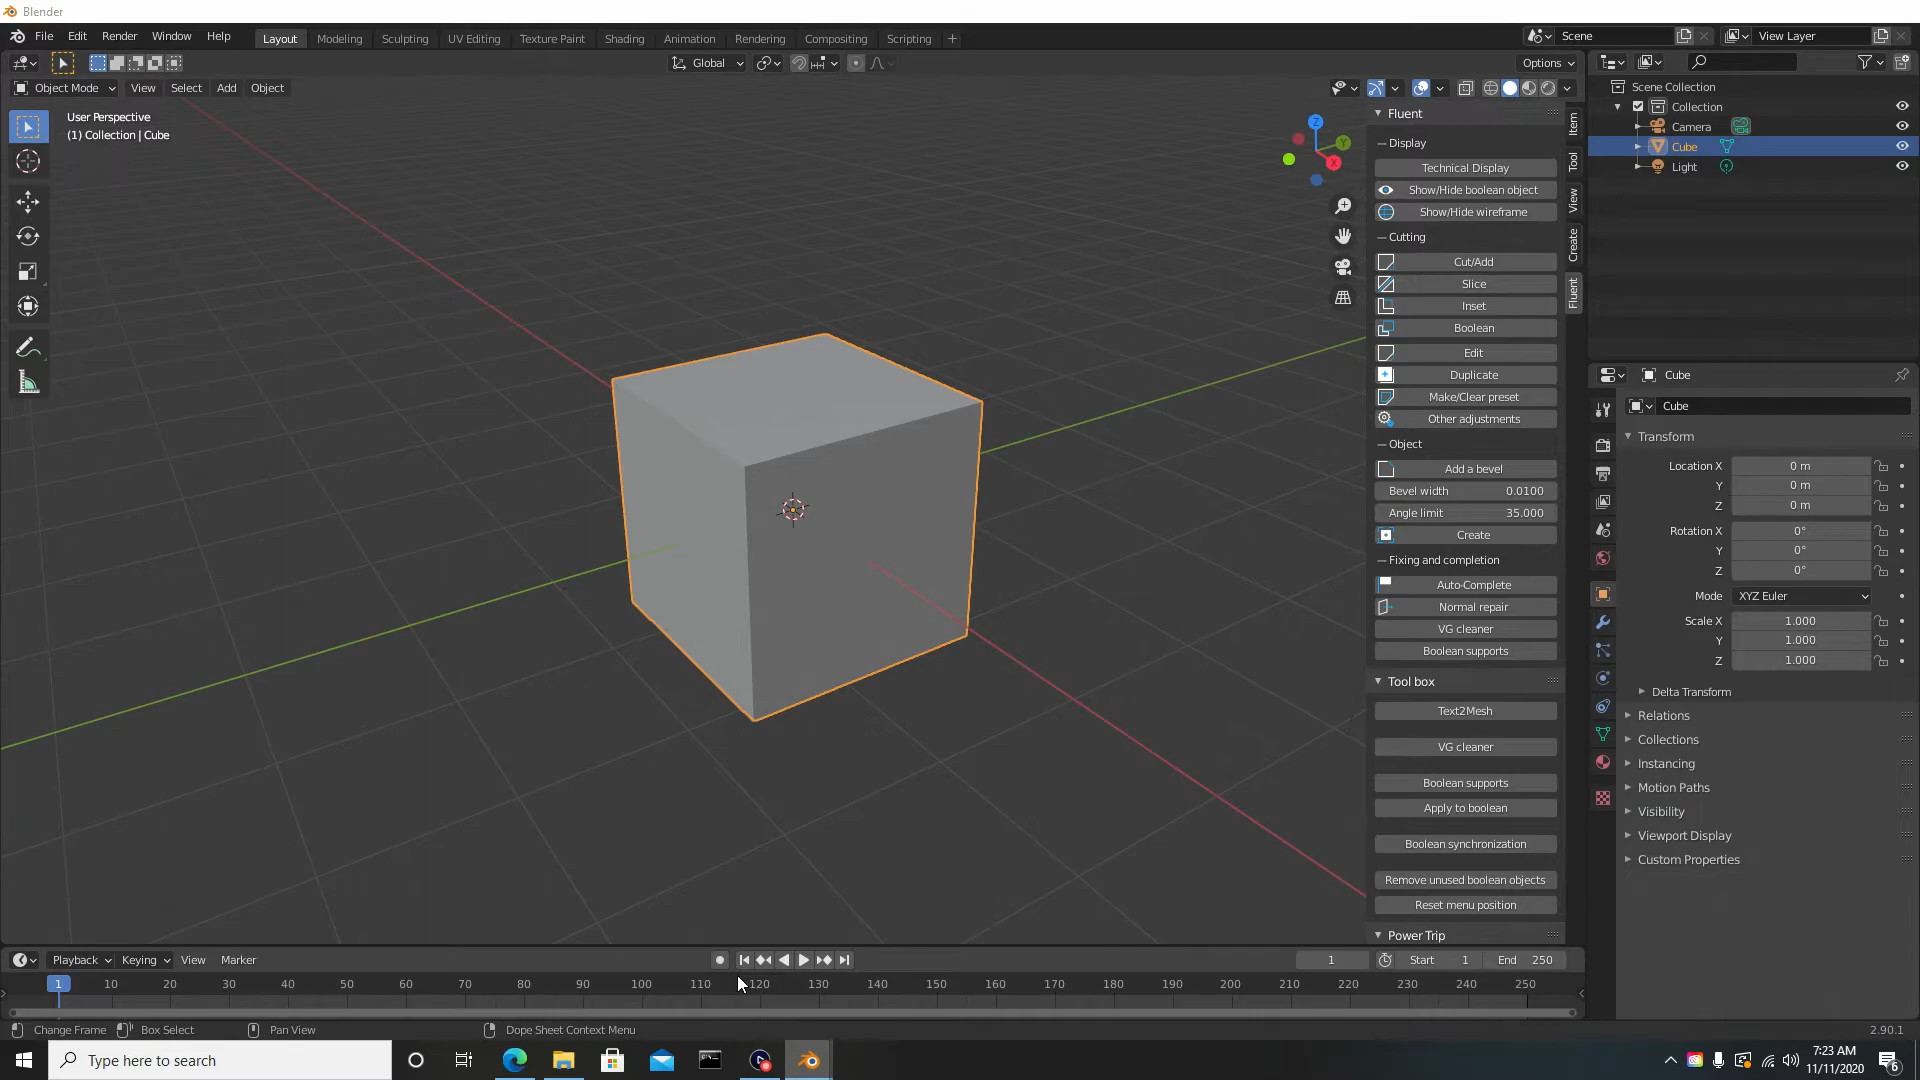 Blender
File Edit Render Window Help Layout Modeling Sculpting UV Editing Texture Paint Shading Animation Rendering Compositing Scripting + Scene View Layer
Global Options
Object Mode View Select Add Object
User Perspective
(1) Collection | Cube
Z
Y
X
Fluent
Display
Technical Display
Show/Hide boolean object
Show/Hide wireframe
Cutting
Cut/Add
Slice
Inset
Boolean
Edit
Duplicate
Make/Clear preset
Other adjustments
Object
Add a bevel
Bevel width 0.0100
Angle limit 35.000
Create
Fixing and completion
Auto-Complete
Normal repair
VG cleaner
Boolean supports
Tool box
Text2Mesh
VG cleaner
Boolean supports
Apply to boolean
Boolean synchronization
Remove unused boolean objects
Reset menu position
Power Trip
Item
Tool
View
Create
Fluent
Scene Collection
Collection
Camera
Cube
Light
Cube
Cube
Transform
Location X 0 m
Y 0 m
Z 0 m
Rotation X 0°
Y 0°
Z 0°
Mode XYZ Euler
Scale X 1.000
Y 1.000
Z 1.000
Delta Transform
Relations
Collections
Instancing
Motion Paths
Visibility
Viewport Display
Custom Properties
Playback Keying View Marker 1 Start 1 End 250
1 10 20 30 40 50 60 70 80 90 100 110 120 130 140 150 160 170 180 190 200 210 220 230 240 250
Change Frame Box Select Pan View Dope Sheet Context Menu 2.90.1
Type here to search
7:23 AM
11/11/2020
6